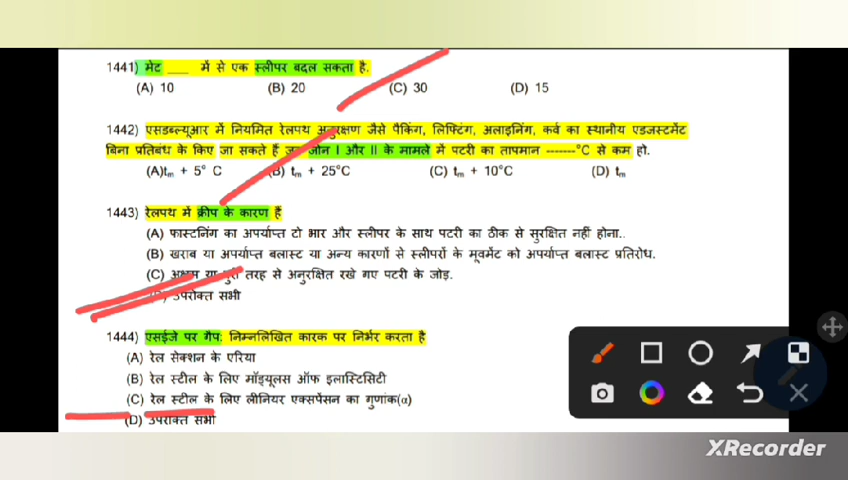 1441) मेट ___ में से एक स्लीपर बदल सकता है.
(A) 10 (B) 20 (C) 30 (D) 15
1442) एसडब्ल्यूआर में नियमित रेलपथ अनुरक्षण जैसे पैकिंग, लिफ्टिंग, अलाइनिंग, कर्व का स्थानीय एडजस्टमेंट
बिना प्रतिबंध के किए जा सकते हैं जब जोन I और II के मामले में पटरी का तापमान -------°C से कम हो.
(A)tm + 5° C (B) tm + 25°C (C) tm + 10°C (D) tm
1443) रेलपथ में क्रीप के कारण हैं
(A) फास्टनिंग का अपर्याप्त टो भार और स्लीपर के साथ पटरी का ठीक से सुरक्षित नहीं होना..
(B) खराब या अपर्याप्त बलास्ट या अन्य कारणों से स्लीपरों के मूवमेंट को अपर्याप्त बलास्ट प्रतिरोध.
(C) अक्षम या बुरी तरह से अनुरक्षित रखे गए पटरी के जोड़.
(D) उपरोक्त सभी
1444) एसईजे पर गैप: निम्नलिखित कारक पर निर्भर करता है
(A) रेल सेक्शन के एरिया
(B) रेल स्टील के लिए मॉड्यूलस ऑफ इलास्टिसिटी
(C) रेल स्टील के लिए लीनियर एक्सपेंसन का गुणांक(α)
(D) उपरोक्त सभी
XRecorder